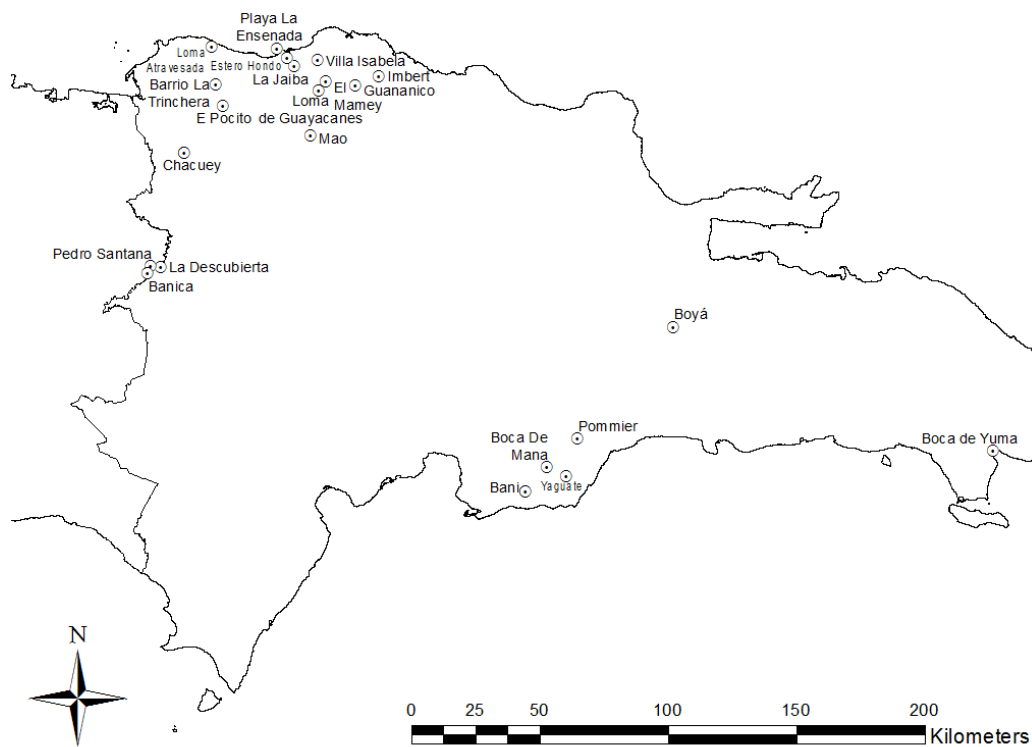 Playa La
Ensenada
Loma
Atravesada
Estero Hondo
Villa Isabela
La Jaiba
Imbert
Barrio La
Trinchera
El
Mamey
Guananico
Loma
E Pocito de Guayacanes
Mao
Chacuey
Pedro Santana
La Descubierta
Banica
Boyá
Pommier
Boca De
Mana
Boca de Yuma
Bani
Yaguate
N
0 25 50 100 150 200
Kilometers